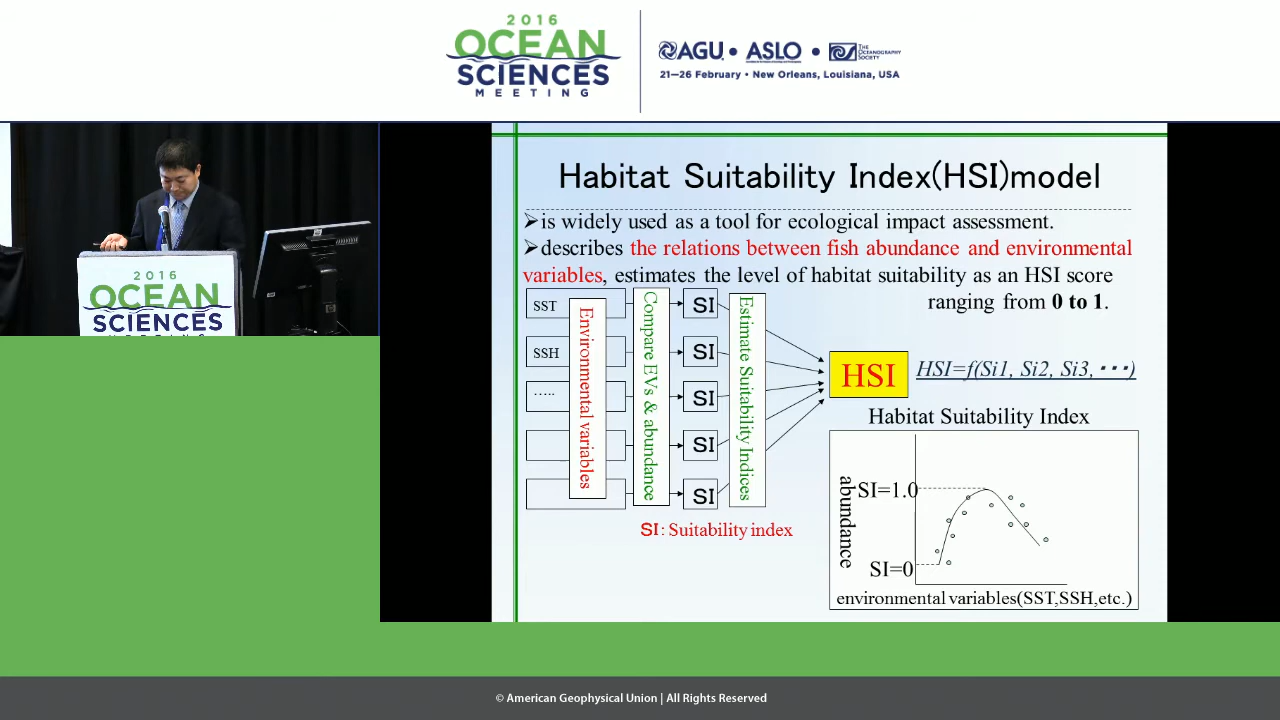 2016
OCEAN
SCIENCES
MEETING
AGU • ASLO • THE OCEANOGRAPHY SOCIETY
21—26 February • New Orleans, Louisiana, USA
2016
OCEAN
SCIENCES
Habitat Suitability Index(HSI)model
➢is widely used as a tool for ecological impact assessment.
➢describes the relations between fish abundance and environmental
variables, estimates the level of habitat suitability as an HSI score
ranging from 0 to 1.
SST
SSH
…..
Environmental variables
Compare EVs & abundance
SI
SI
SI
SI
SI
Estimate Suitability Indices
SI: Suitability index
HSI
HSI=f(Si1, Si2, Si3,・・・)
Habitat Suitability Index
abundance
SI=1.0
SI=0
environmental variables(SST,SSH,etc.)
© American Geophysical Union | All Rights Reserved